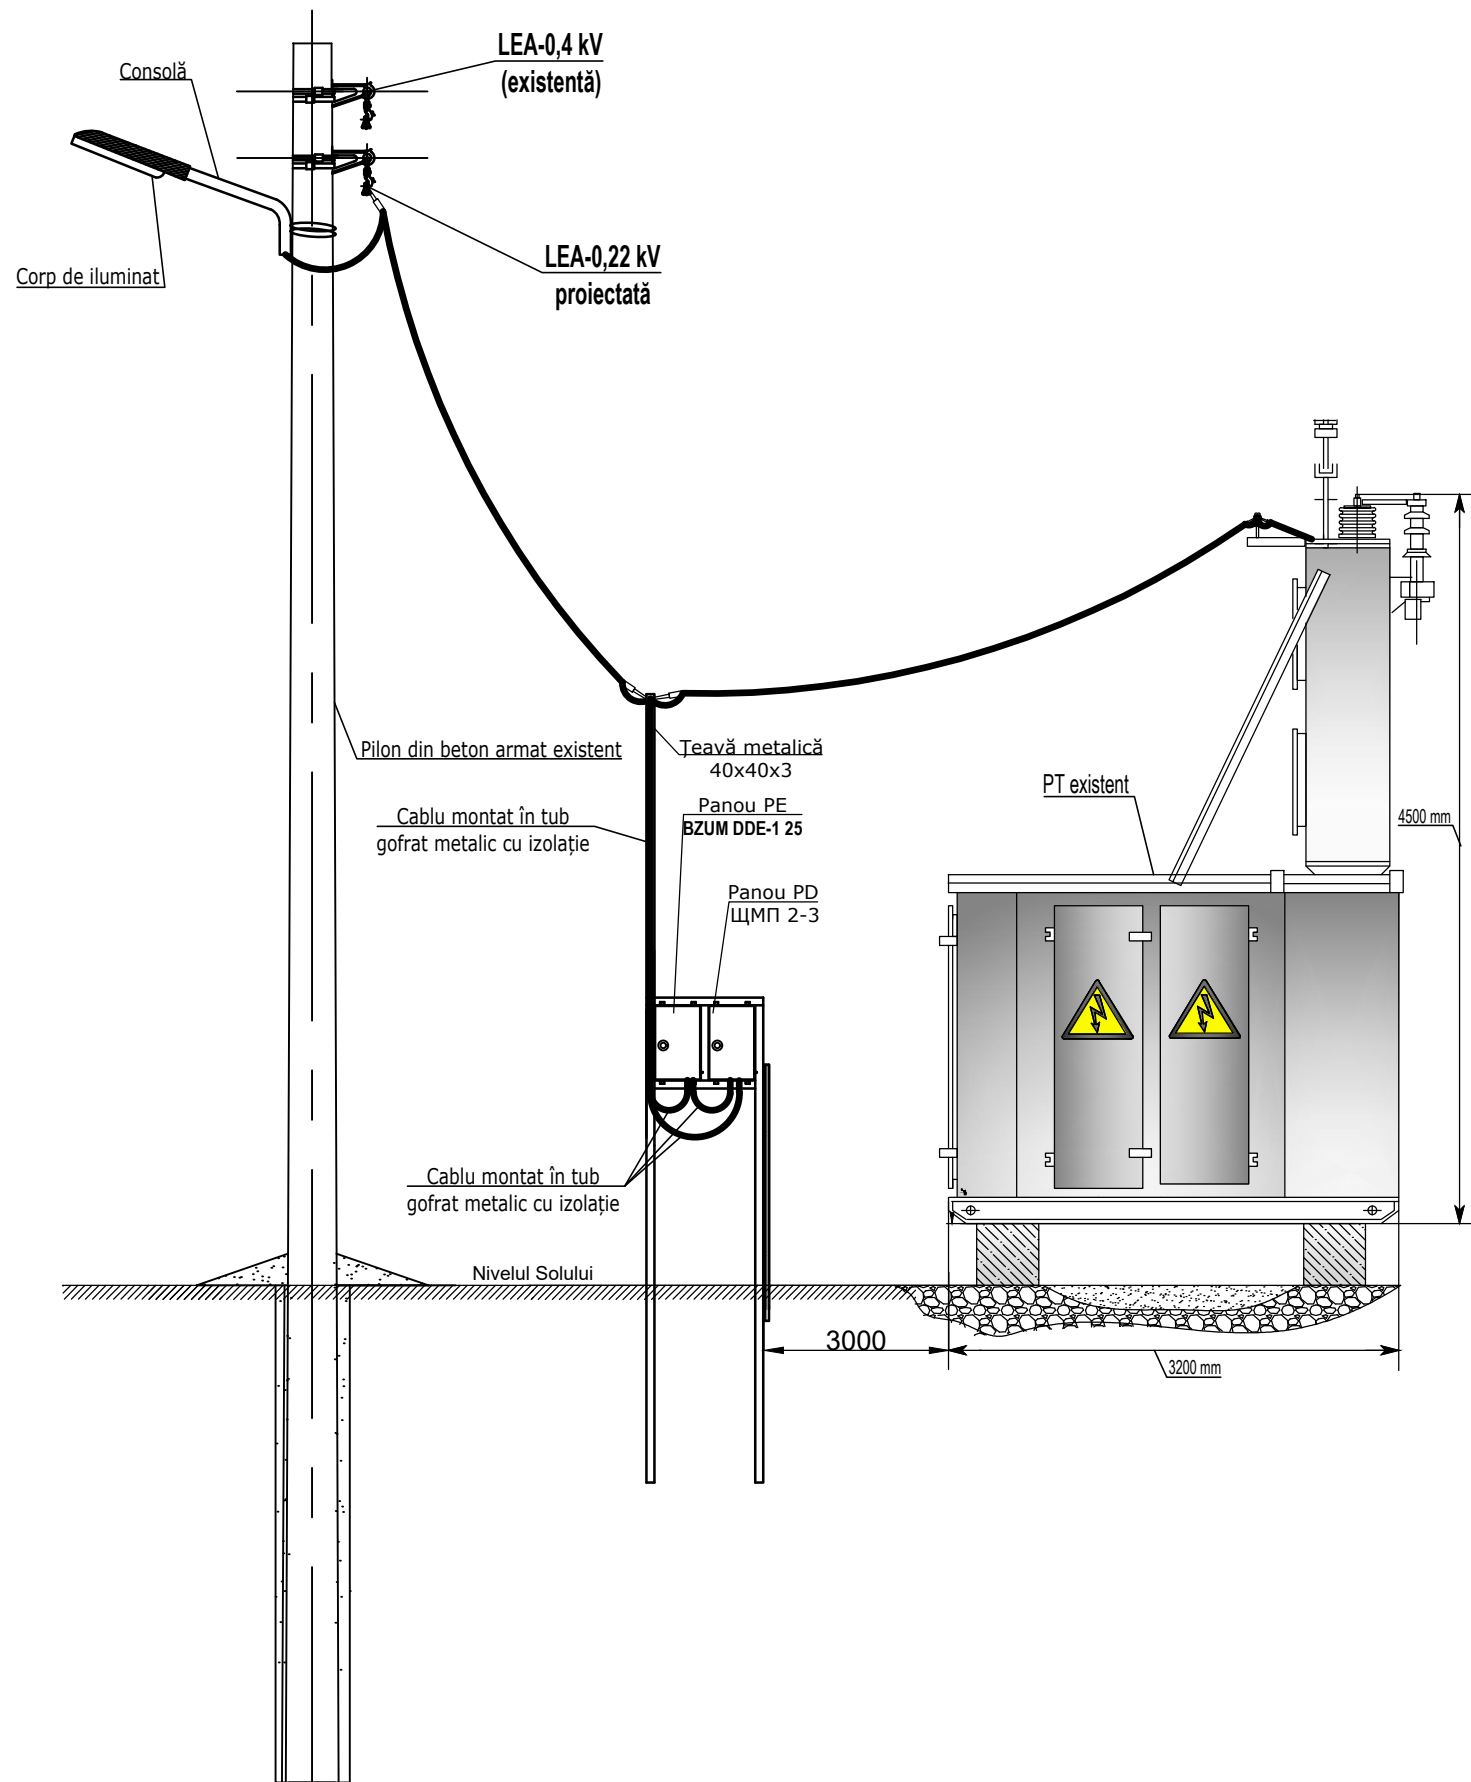 LEA-0,4 kV
(existentă)
Consolă
LEA-0,22 kV
proiectată
Corp de iluminat
Pilon din beton armat existent
Țeavă metalică
40x40x3
PT existent
Panou PE
BZUM DDE-1 25
Cablu montat în tub
gofrat metalic cu izolație
4500 mm
Panou PD
ЩМП 2-3
Cablu montat în tub
gofrat metalic cu izolație
Nivelul Solului
3000
3200 mm